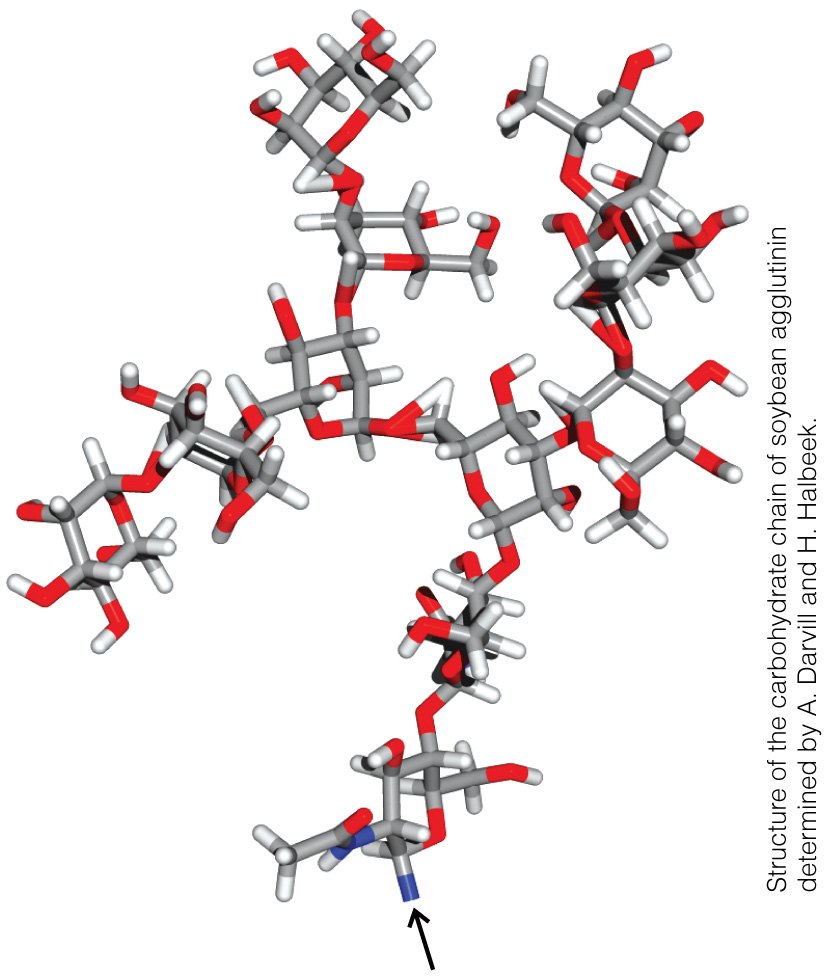 Structure of the carbohydrate chain of soybean agglutinin
determined by A. Darvill and H. Halbeek.